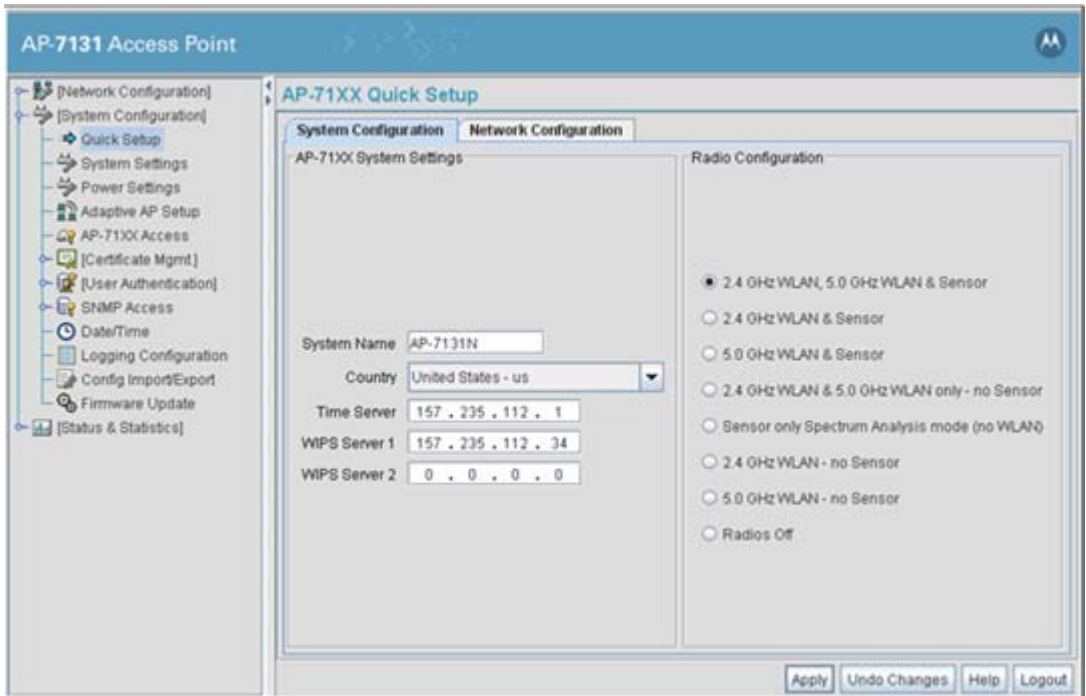 AP-7131 Access Point
[Network Configuration]
[System Configuration]
Quick Setup
System Settings
Power Settings
Adaptive AP Setup
AP-71XX Access
[Certificate Mgmt.]
[User Authentication]
SNMP Access
Date/Time
Logging Configuration
Config Import/Export
Firmware Update
[Status & Statistics]
AP-71XX Quick Setup
System Configuration
Network Configuration
AP-71XX System Settings
System Name AP-7131N
Country United States - us
Time Server 157 . 235 . 112 . 1
WIPS Server 1 157 . 235 . 112 . 34
WIPS Server 2 0 . 0 . 0 . 0
Radio Configuration
2.4 GHz WLAN, 5.0 GHz WLAN & Sensor
2.4 GHz WLAN & Sensor
5.0 GHz WLAN & Sensor
2.4 GHz WLAN & 5.0 GHz WLAN only - no Sensor
Sensor only Spectrum Analysis mode (no WLAN)
2.4 GHz WLAN - no Sensor
5.0 GHz WLAN - no Sensor
Radios Off
Apply Undo Changes Help Logout